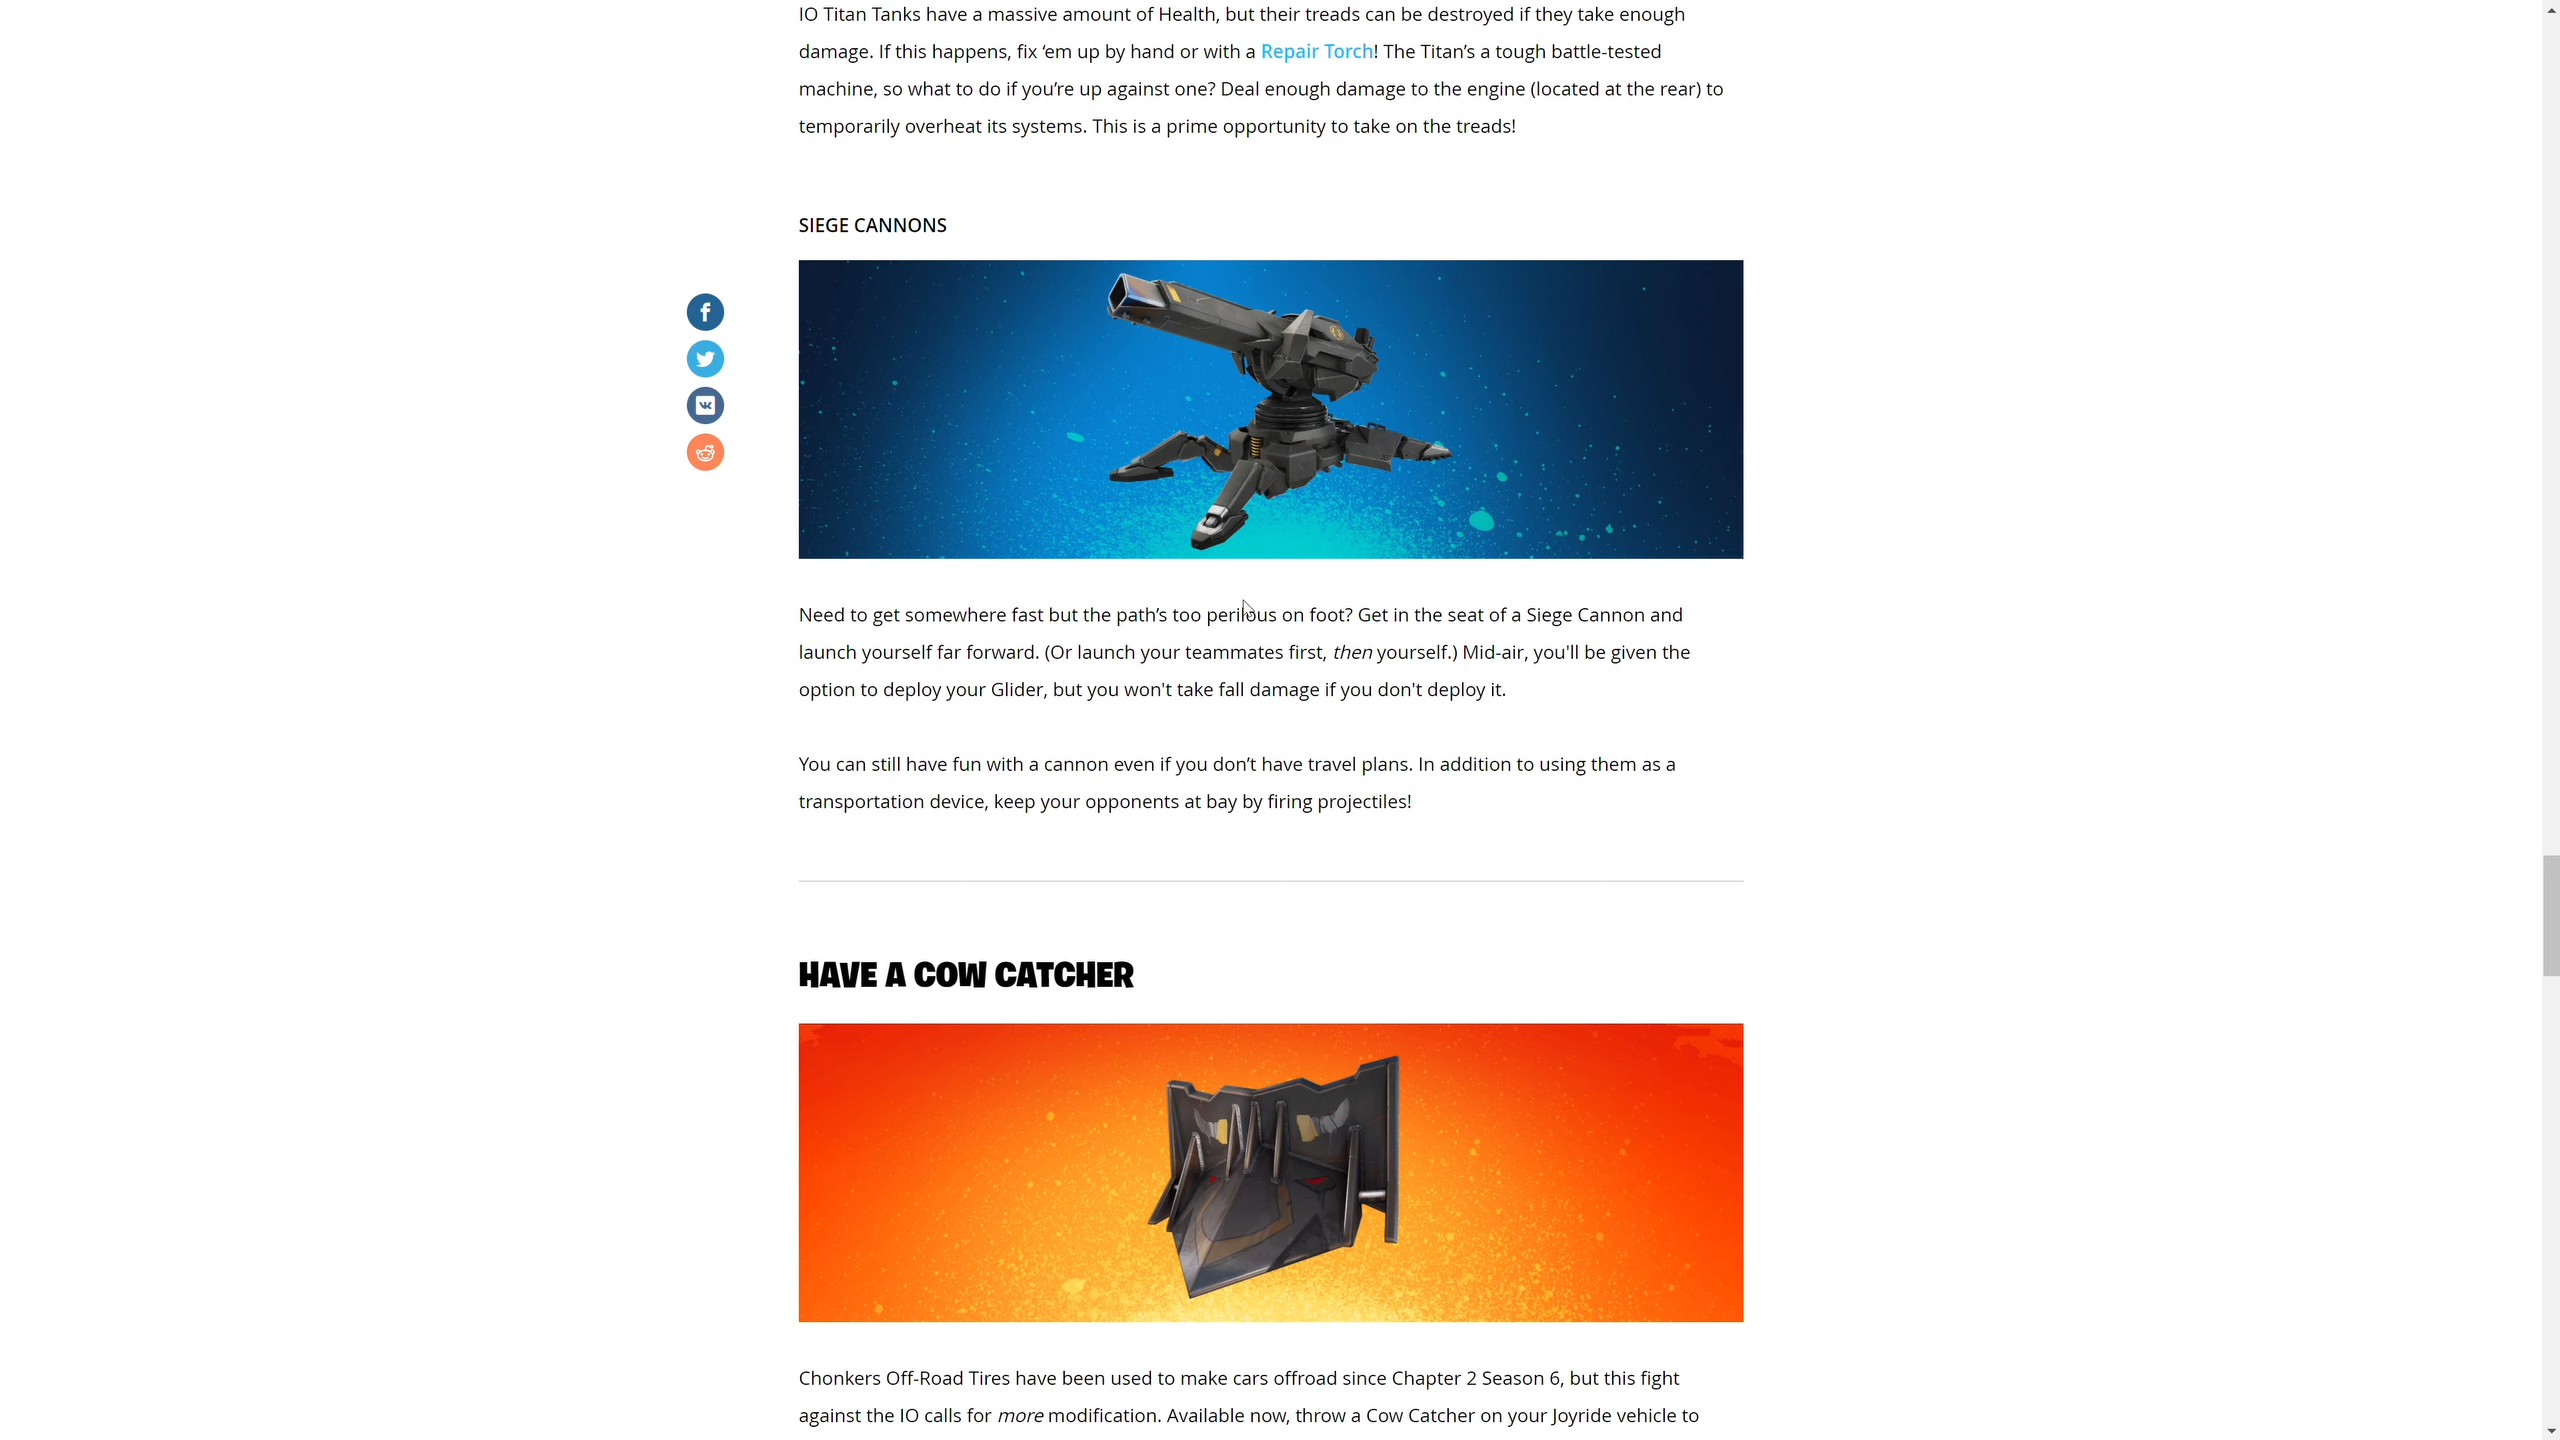 IO Titan Tanks have a massive amount of Health, but their treads can be destroyed if they take enough
damage. If this happens, fix ‘em up by hand or with a Repair Torch! The Titan’s a tough battle-tested
machine, so what to do if you’re up against one? Deal enough damage to the engine (located at the rear) to
temporarily overheat its systems. This is a prime opportunity to take on the treads!
SIEGE CANNONS
Need to get somewhere fast but the path’s too perilous on foot? Get in the seat of a Siege Cannon and
launch yourself far forward. (Or launch your teammates first, then yourself.) Mid-air, you'll be given the
option to deploy your Glider, but you won't take fall damage if you don't deploy it.
You can still have fun with a cannon even if you don’t have travel plans. In addition to using them as a
transportation device, keep your opponents at bay by firing projectiles!
HAVE A COW CATCHER
Chonkers Off-Road Tires have been used to make cars offroad since Chapter 2 Season 6, but this fight
against the IO calls for more modification. Available now, throw a Cow Catcher on your Joyride vehicle to